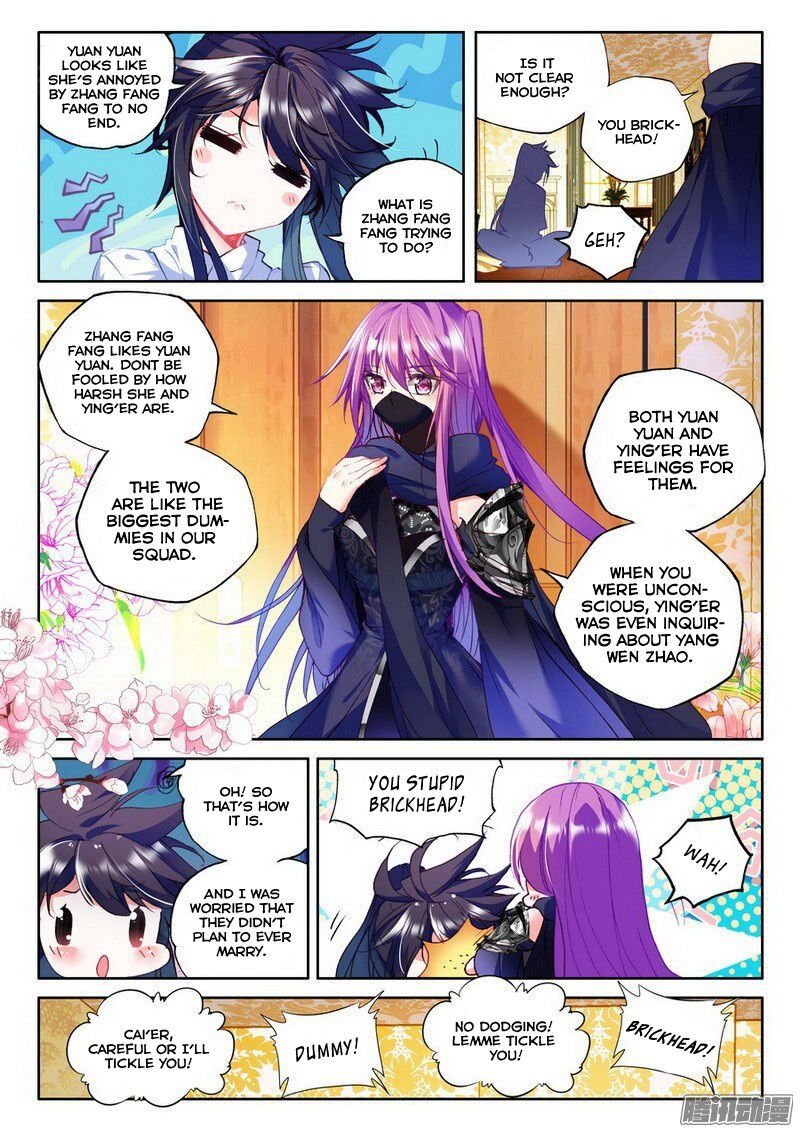 YUAN YUAN
LOOKS LIKE
SHE'S ANNOYED
BY ZHANG FANG
FANG TO NO
END.
WHAT IS
ZHANG FANG
FANG TRYING
TO DO?
IS IT
NOT CLEAR
ENOUGH?
YOU BRICK-
HEAD!
GEH?
ZHANG FANG
FANG LIKES YUAN
YUAN. DONT BE
FOOLED BY HOW
HARSH SHE AND
YING'ER ARE.
THE TWO
ARE LIKE THE
BIGGEST DUM-
MIES IN OUR
SQUAD.
BOTH YUAN
YUAN AND
YING'ER HAVE
FEELINGS FOR
THEM.
WHEN YOU
WERE UNCON-
SCIOUS, YING'ER
WAS EVEN INQUIR-
ING ABOUT YANG
WEN ZHAO.
OH! SO
THAT'S HOW
IT IS.
AND I WAS
WORRIED THAT
THEY DIDN'T
PLAN TO EVER
MARRY.
YOU STUPID
BRICKHEAD!
WAH!
CAI'ER,
CAREFUL OR I'LL
TICKLE YOU!
DUMMY!
NO DODGING!
LEMME TICKLE
YOU!
BRICKHEAD!
腾讯动漫